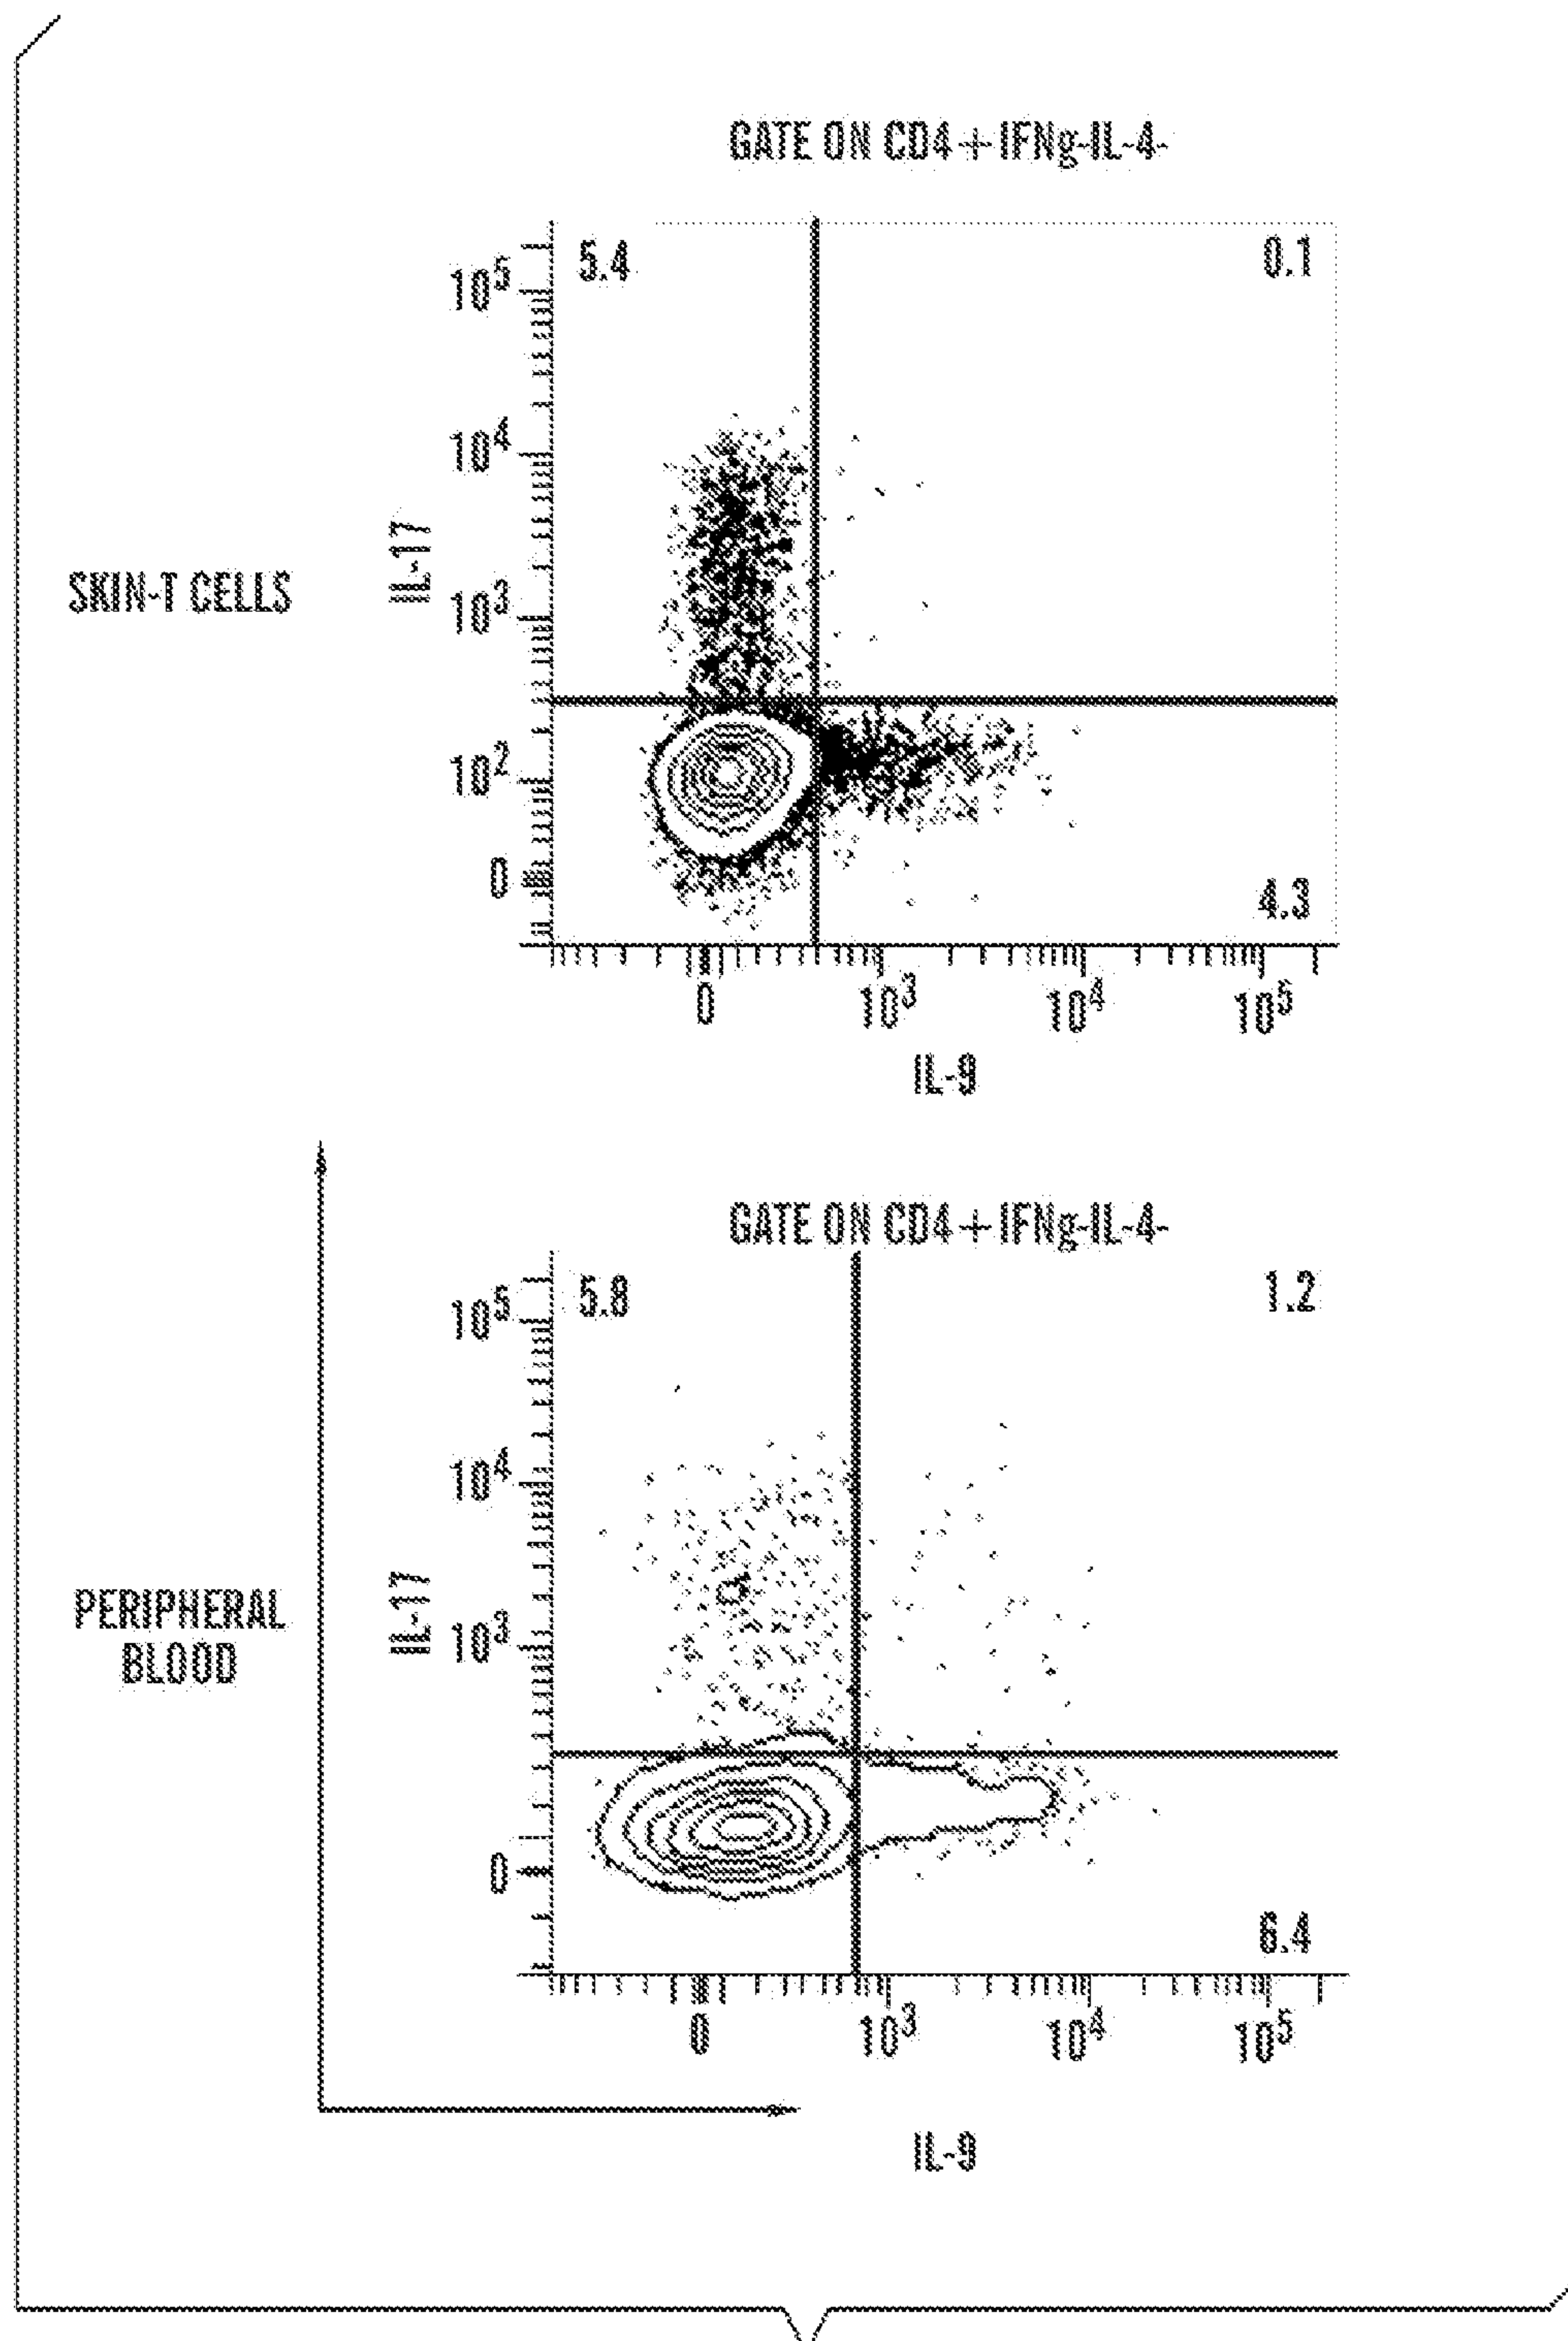 GATE ON CD4+IFNg-IL-4-
5.4
0.1
10^5
10^4
10^3
10^2
0
IL-17
SKIN-T CELLS
4.3
0
10^3
10^4
10^5
IL-9
GATE ON CD4+IFNg-IL-4-
5.8
1.2
10^5
10^4
10^3
0
IL-17
PERIPHERAL
BLOOD
6.4
0
10^3
10^4
10^5
IL-9